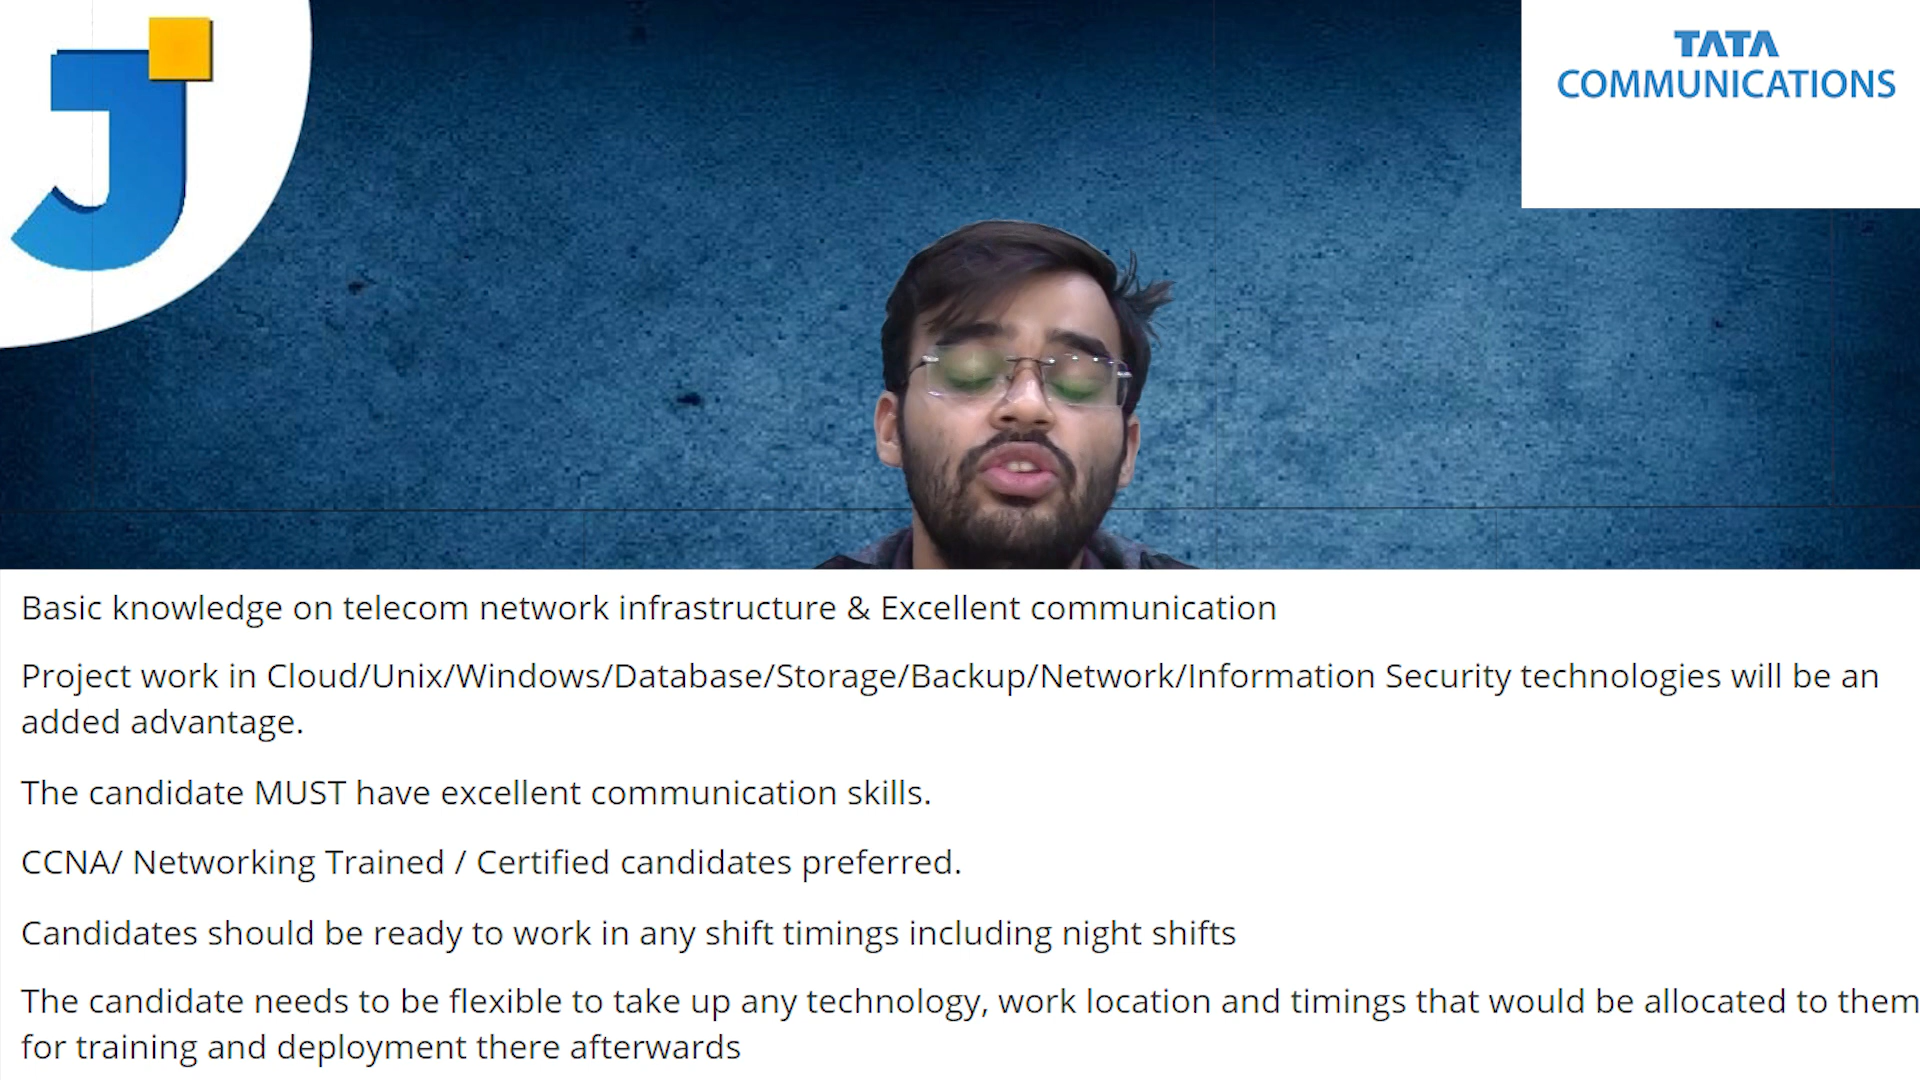 J
TATA
COMMUNICATIONS
Basic knowledge on telecom network infrastructure & Excellent communication
Project work in Cloud/Unix/Windows/Database/Storage/Backup/Network/Information Security technologies will be an
added advantage.
The candidate MUST have excellent communication skills.
CCNA/ Networking Trained / Certified candidates preferred.
Candidates should be ready to work in any shift timings including night shifts
The candidate needs to be flexible to take up any technology, work location and timings that would be allocated to them
for training and deployment there afterwards